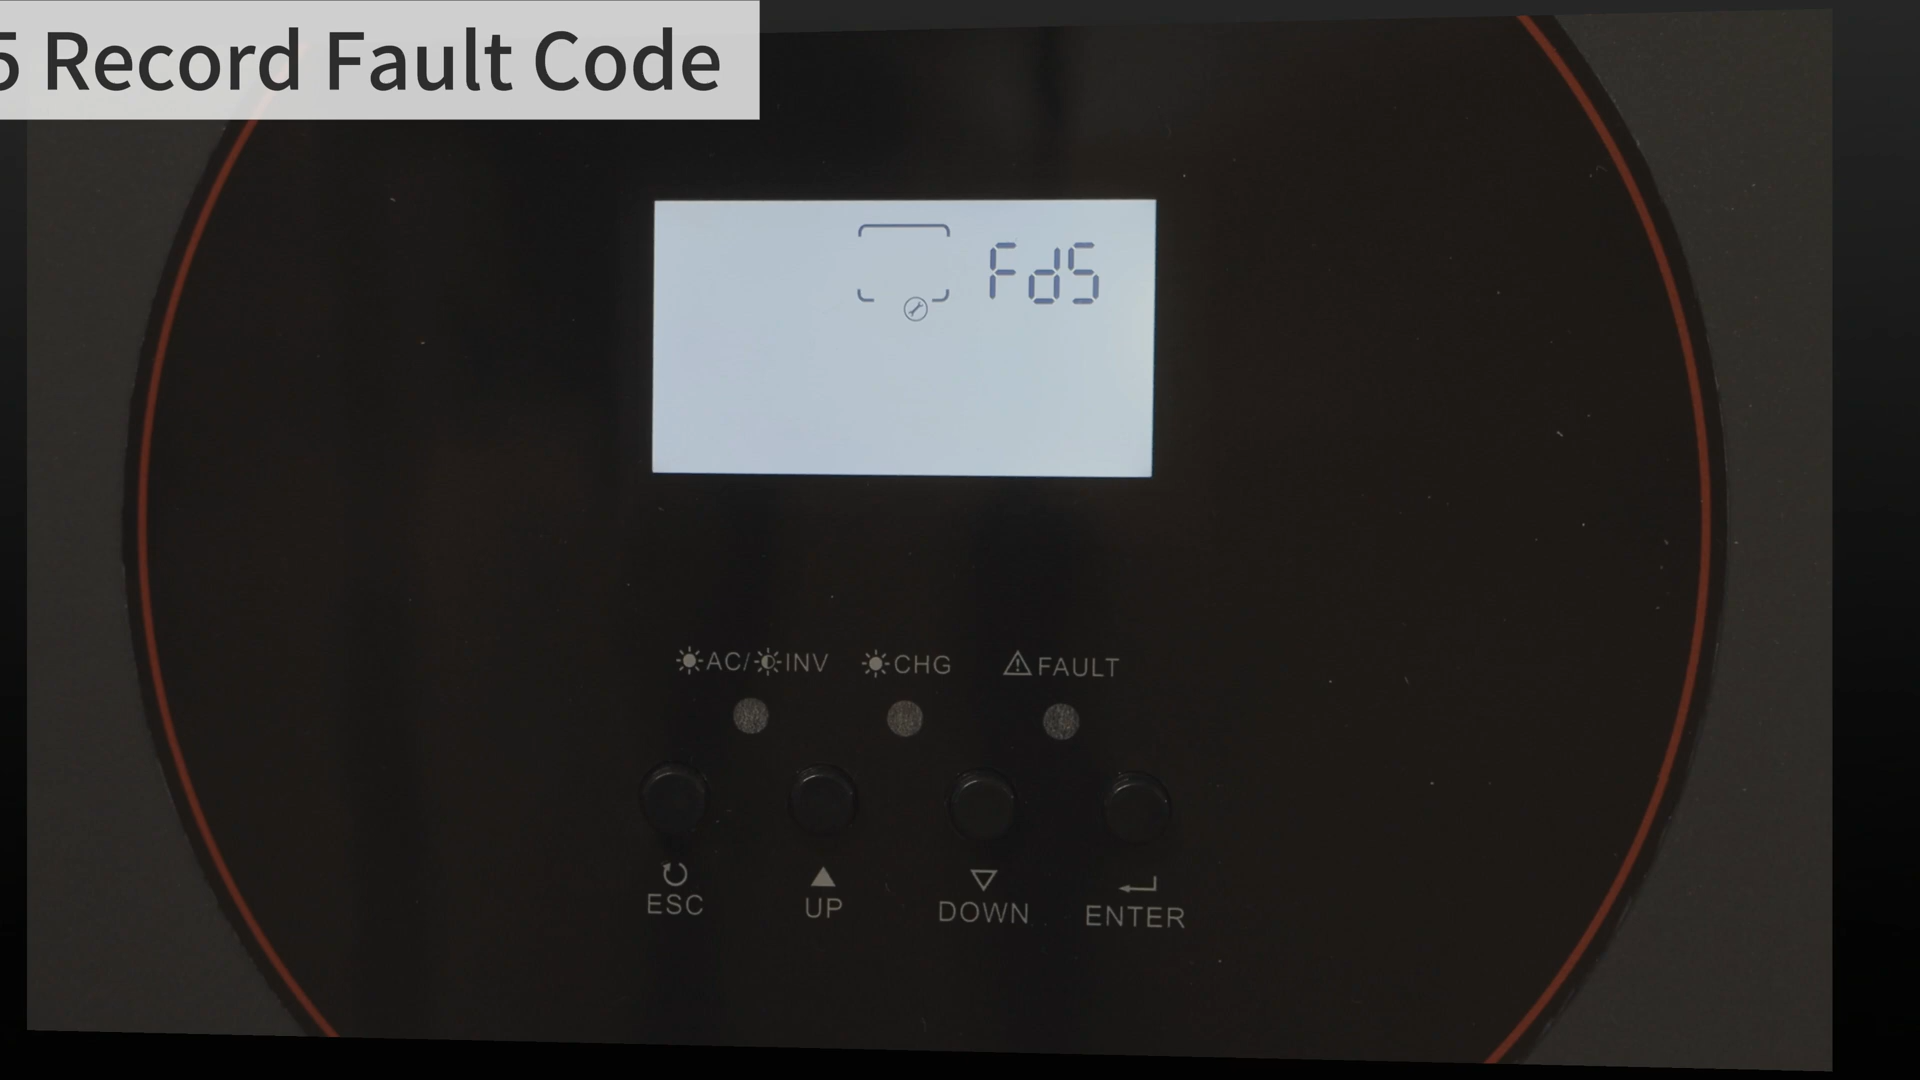 5 Record Fault Code
FdS
AC/ INV CHG FAULT
ESC UP DOWN ENTER